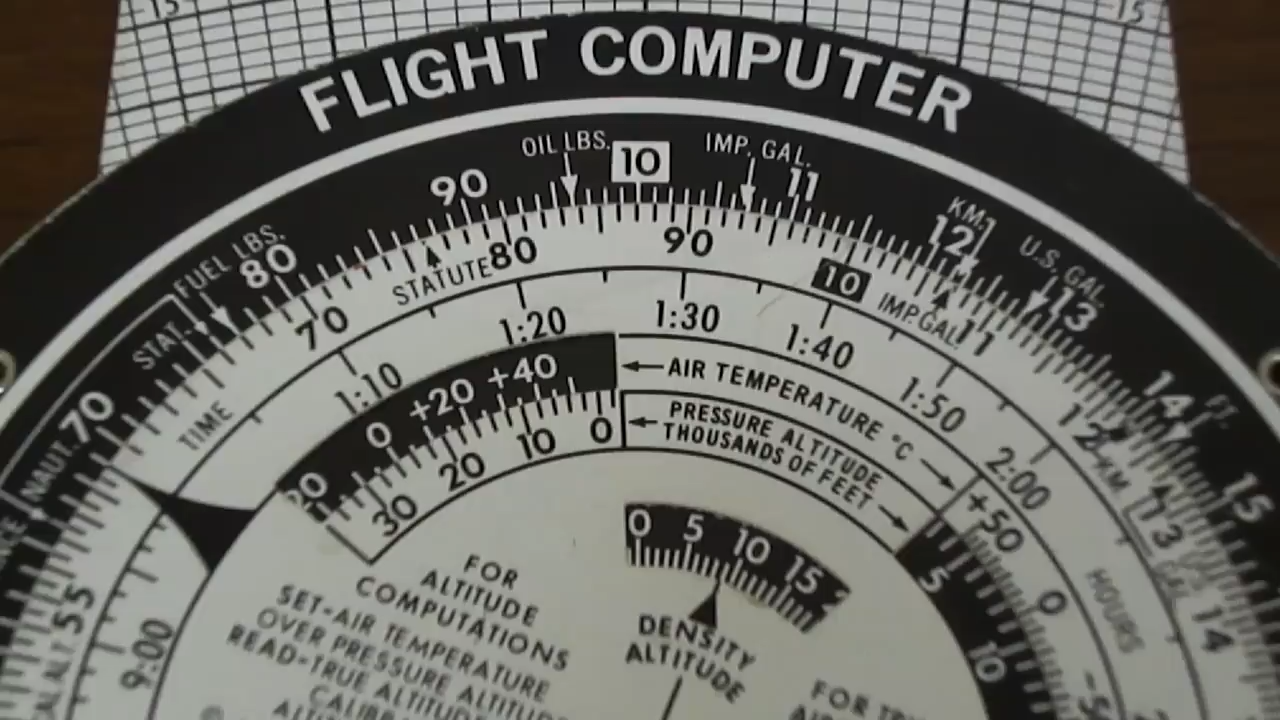 15
15
FLIGHT COMPUTER
OIL LBS.
10
IMP. GAL.
11
90
KM.
12
U.S. GAL.
13
FUEL LBS.
80
STAT.
NAUT.
70
14
FT.
15
STATUTE
70
80
90
10
IMP. GAL.
11
12
KM
13
14
TIME
1:10
1:20
1:30
1:40
1:50
2:00
HOURS
9:00
55
20
0
+20
+40
AIR TEMPERATURE °C
+50
0
30
20
10
0
PRESSURE ALTITUDE
THOUSANDS OF FEET
5
10
0
5
10
15
DENSITY
ALTITUDE
FOR
ALTITUDE
COMPUTATIONS
SET-AIR TEMPERATURE
OVER PRESSURE ALTITUDE
READ-TRUE ALTITUDE